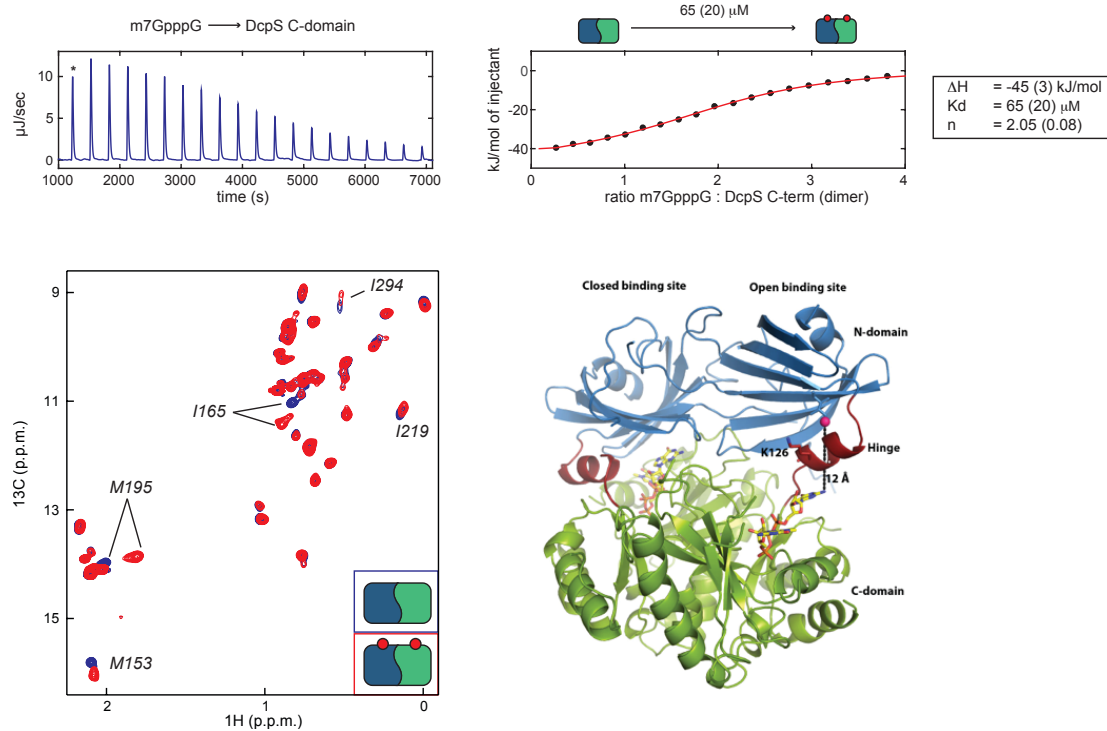 m7GpppG ⟶ DcpS C-domain
*
10
5
0
μJ/sec
1000 2000 3000 4000 5000 6000 7000
time (s)
65 (20) μM
0
-20
-40
kJ/mol of injectant
0 1 2 3 4
ratio m7GpppG : DcpS C-term (dimer)
ΔH = -45 (3) kJ/mol
Kd = 65 (20) μM
n = 2.05 (0.08)
9
11
13
15
13C (p.p.m.)
I294
I165
I219
M195
M153
2 1 0
1H (p.p.m.)
Closed binding site
Open binding site
N-domain
K126
Hinge
12 Å
C-domain